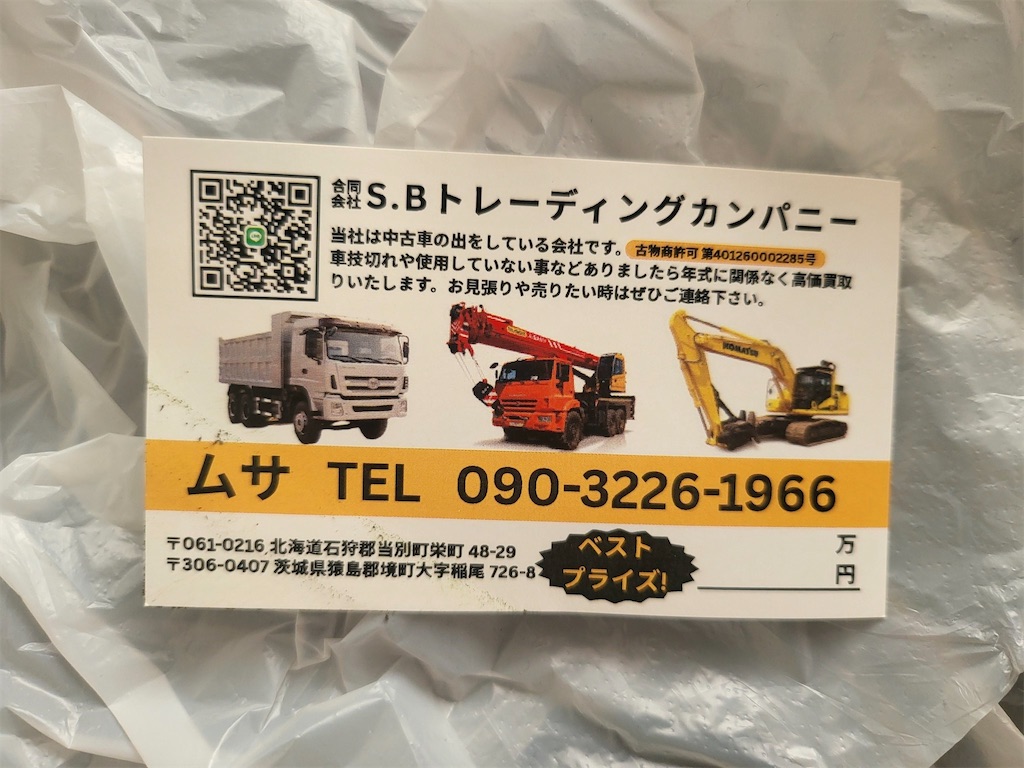 合同会社 S.Bトレーディングカンパニー
当社は中古車の出をしている会社です。 古物商許可 第401260002285号
車技切れや使用していない事などありましたら年式に関係なく高価買取
りいたします。お見張りや売りたい時はぜひご連絡下さい。
KOMATSU
ムサ TEL 090-3226-1966
〒061-0216 北海道石狩郡当別町栄町 48-29
〒306-0407 茨城県猿島郡境町大字稲尾 726-8
ベスト
プライズ!
万
円